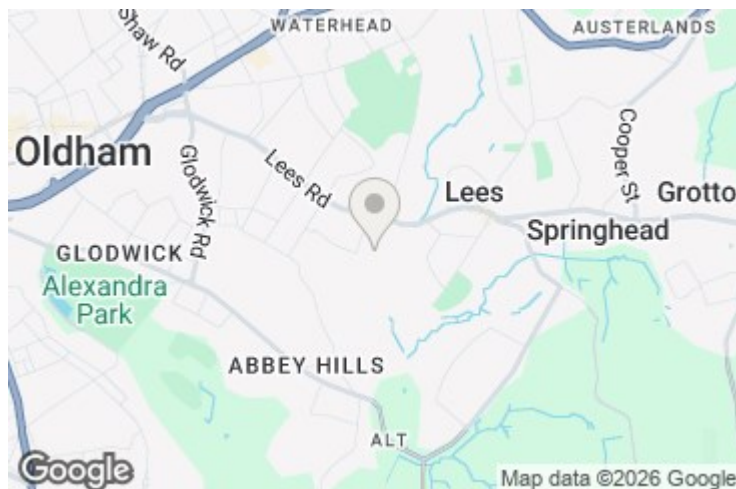 WATERHEAD
AUSTERLANDS
Shaw Rd
Oldham
Glodwick Rd
Lees Rd
Cooper St
Lees
Grotto
Springhead
GLODWICK
Alexandra
Park
ABBEY HILLS
ALT
Google
Map data ©2026 Google